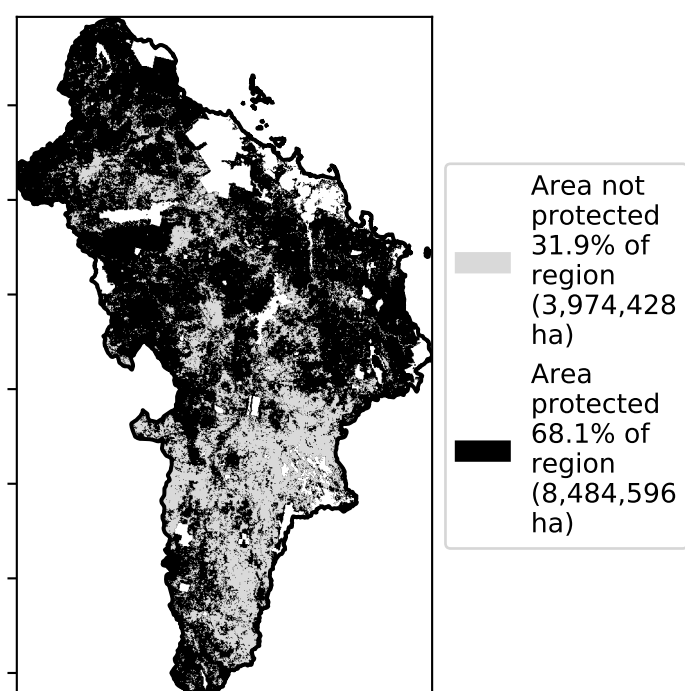 Area not
protected
31.9% of
region
(3,974,428
ha)
Area
protected
68.1% of
region
(8,484,596
ha)